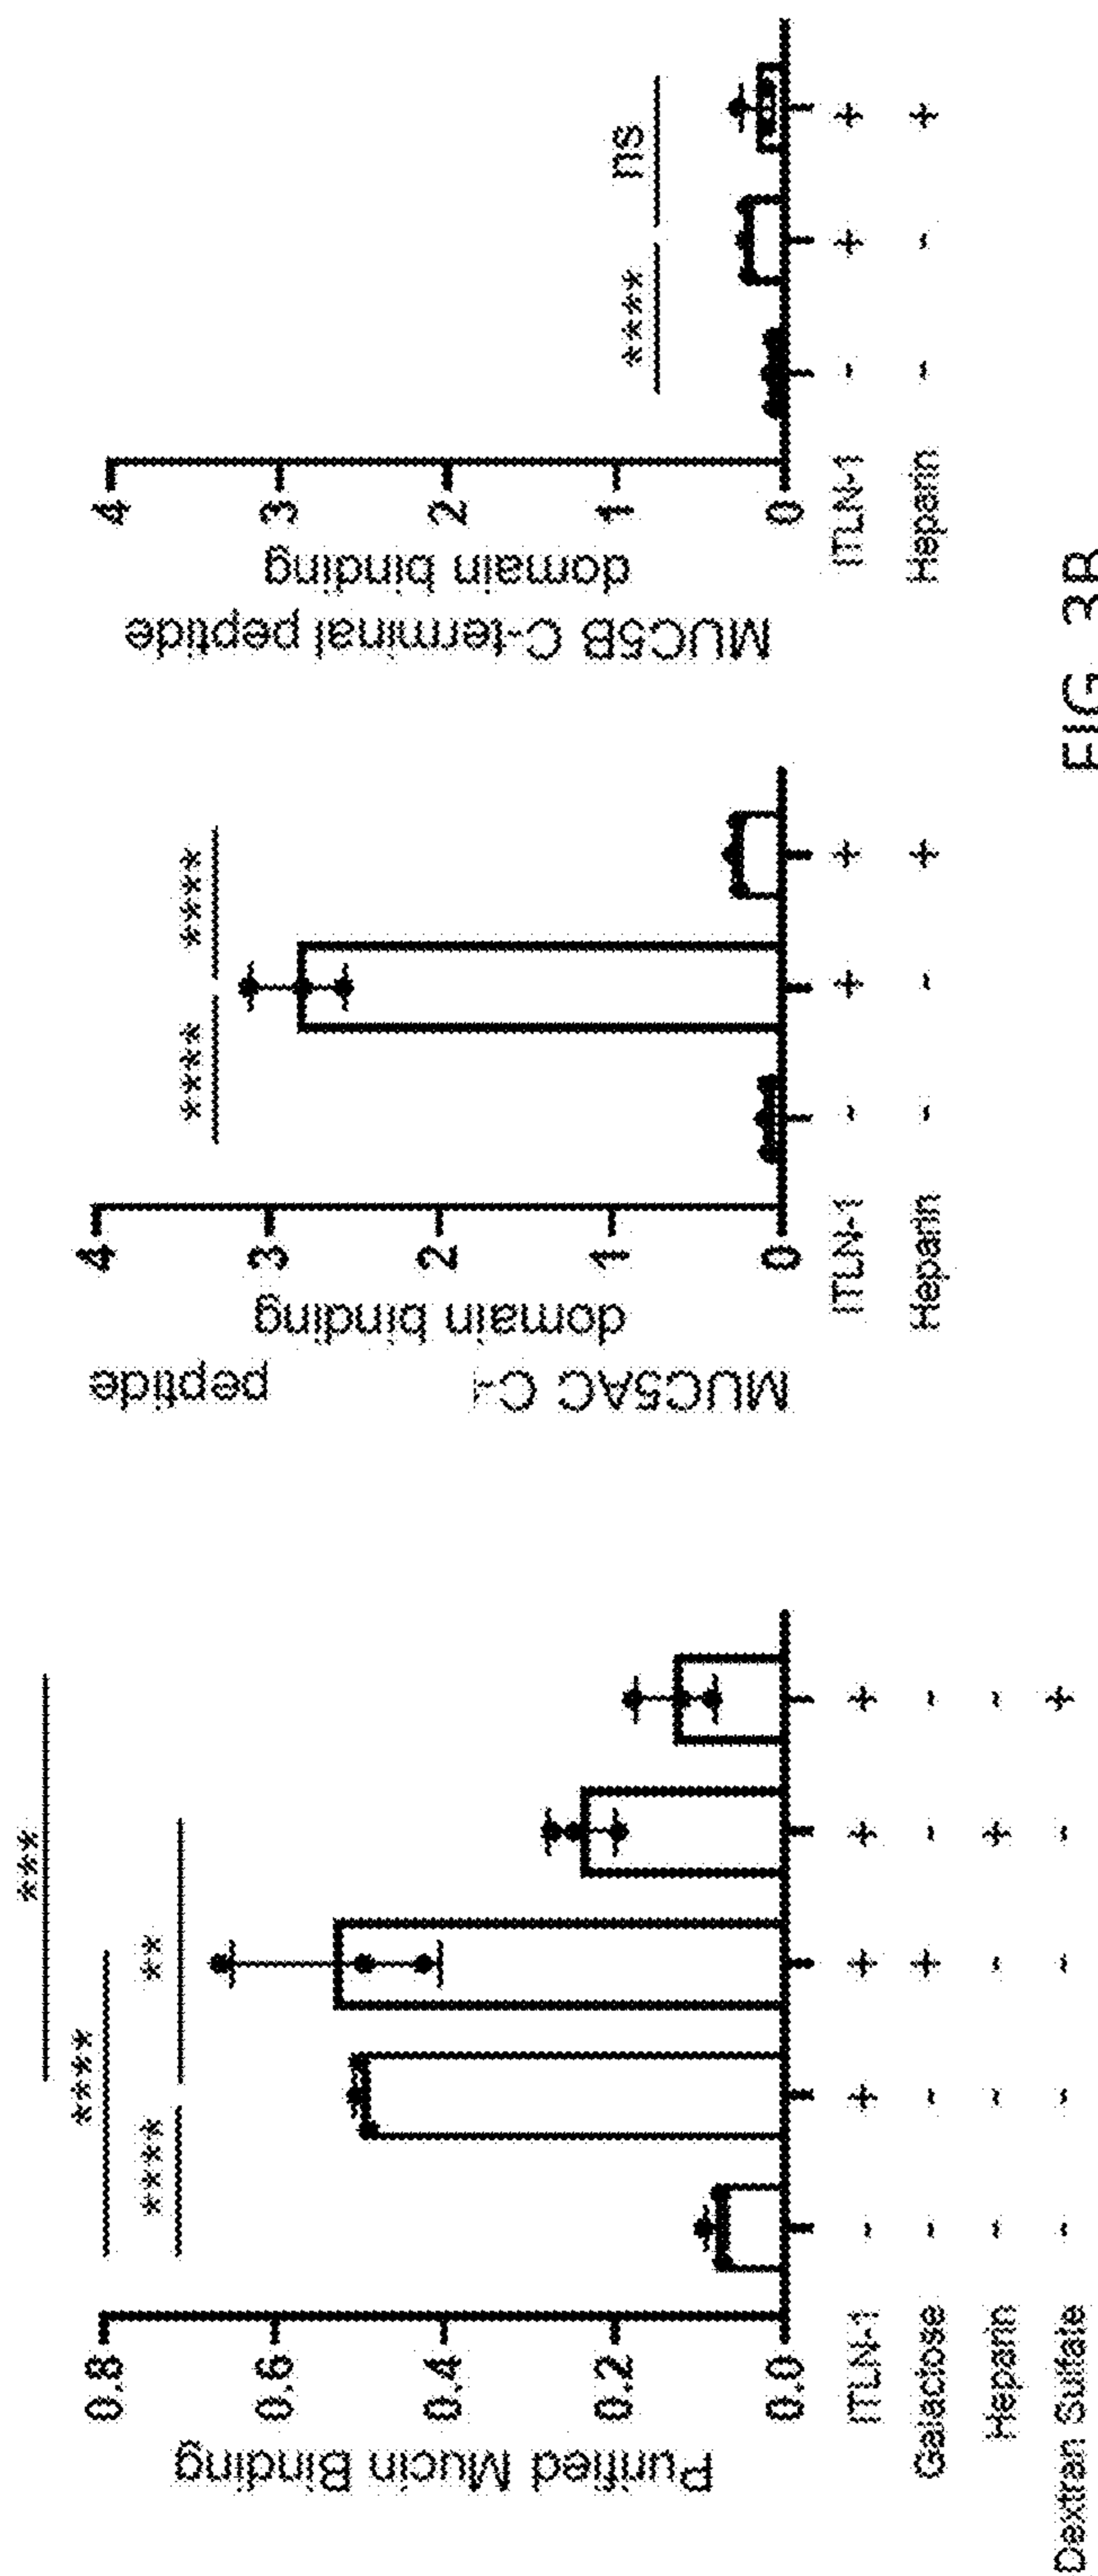 Purified Mucin Binding
0.8
0.6
0.4
0.2
0.0
***
****
****
**
ITLN-1 - + + + +
Galactose - - + - -
Heparin - - - + -
Dextran Sulfate - - - - +
MUC5AC C- peptide
domain binding
4
3
2
1
0
**** ****
ITLN-1 - + +
Heparin - - +
MUC5B C-terminal peptide
domain binding
4
3
2
1
0
**** ns
ITLN-1 - + +
Heparin - - +
FIG. 3B